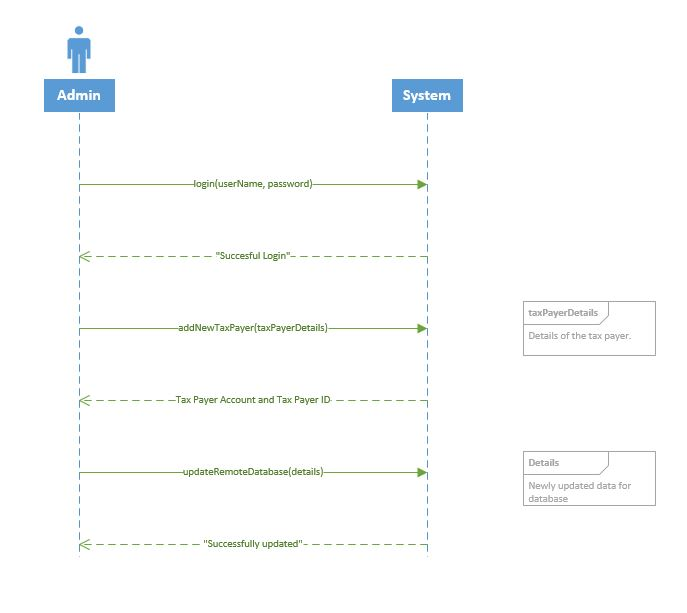 Admin
System
login(userName, password)
"Succesful Login"
addNewTaxPayer(taxPayerDetails)
taxPayerDetails
Details of the tax payer.
Tax Payer Account and Tax Payer ID
updateRemoteDatabase(details)
Details
Newly updated data for
database
"Successfully updated"